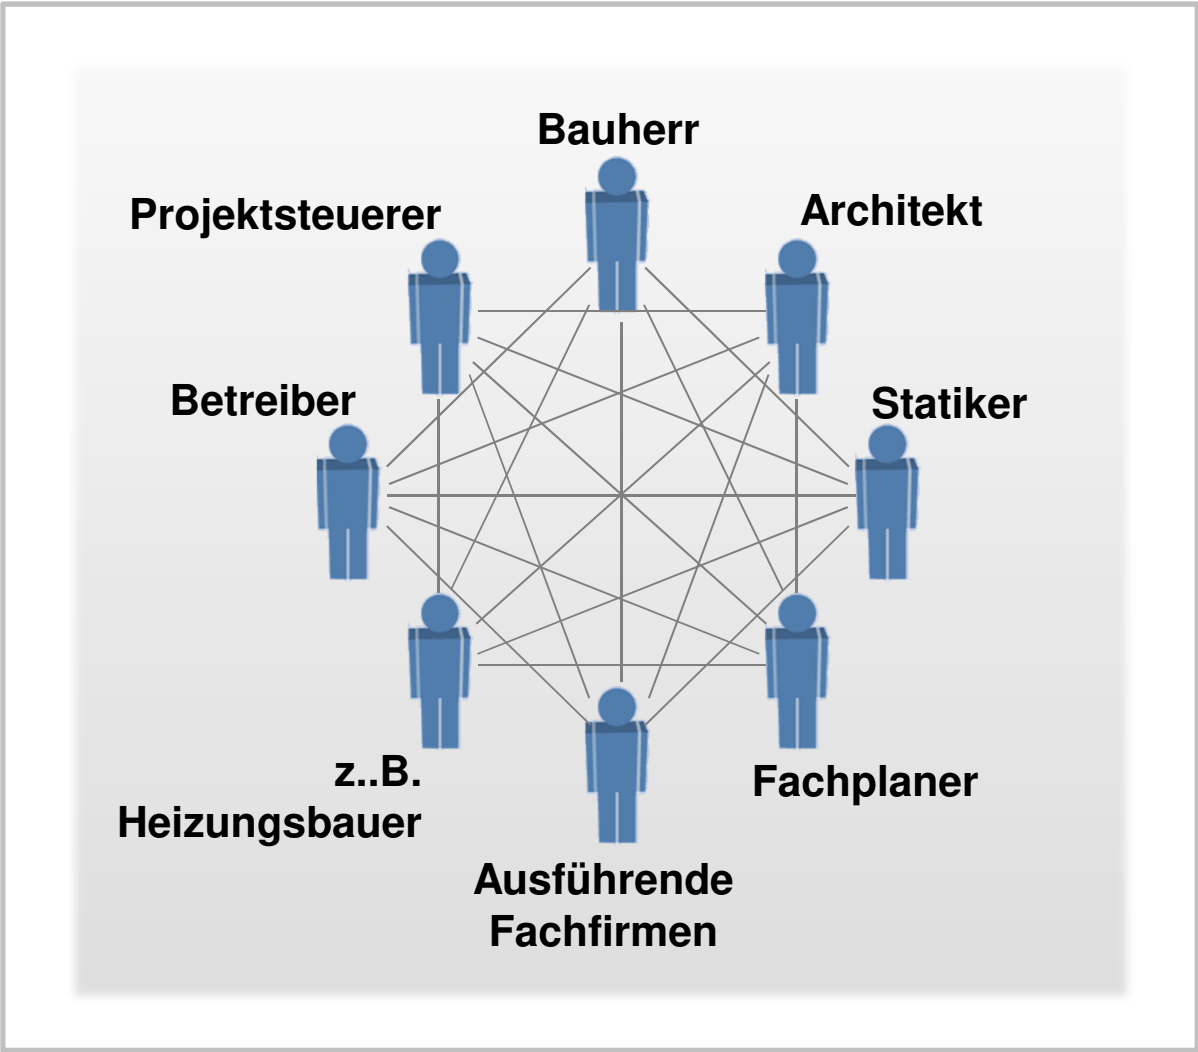 Bauherr
Projektsteuerer
Architekt
Betreiber
Statiker
z..B.
Heizungsbauer
Fachplaner
Ausführende
Fachfirmen